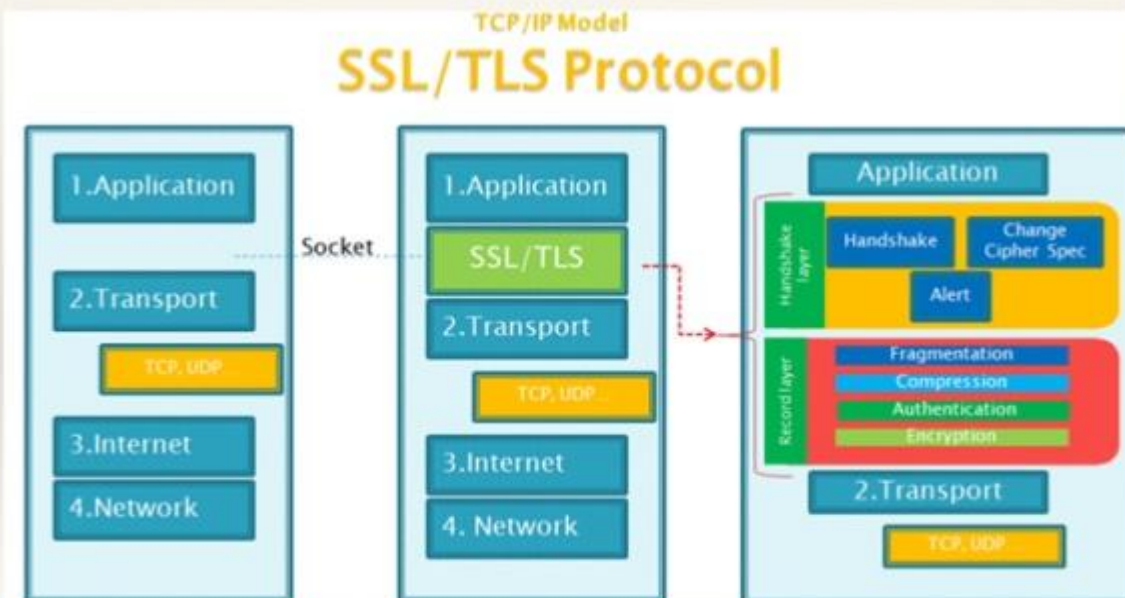 TCP/IP Model
SSL/TLS Protocol
1.Application
Socket
2.Transport
TCP, UDP...
3.Internet
4.Network
1.Application
SSL/TLS
2.Transport
TCP, UDP...
3.Internet
4. Network
Application
Handshake
layer
Handshake
Change
Cipher Spec
Alert
Record layer
Fragmentation
Compression
Authentication
Encryption
2.Transport
TCP, UDP